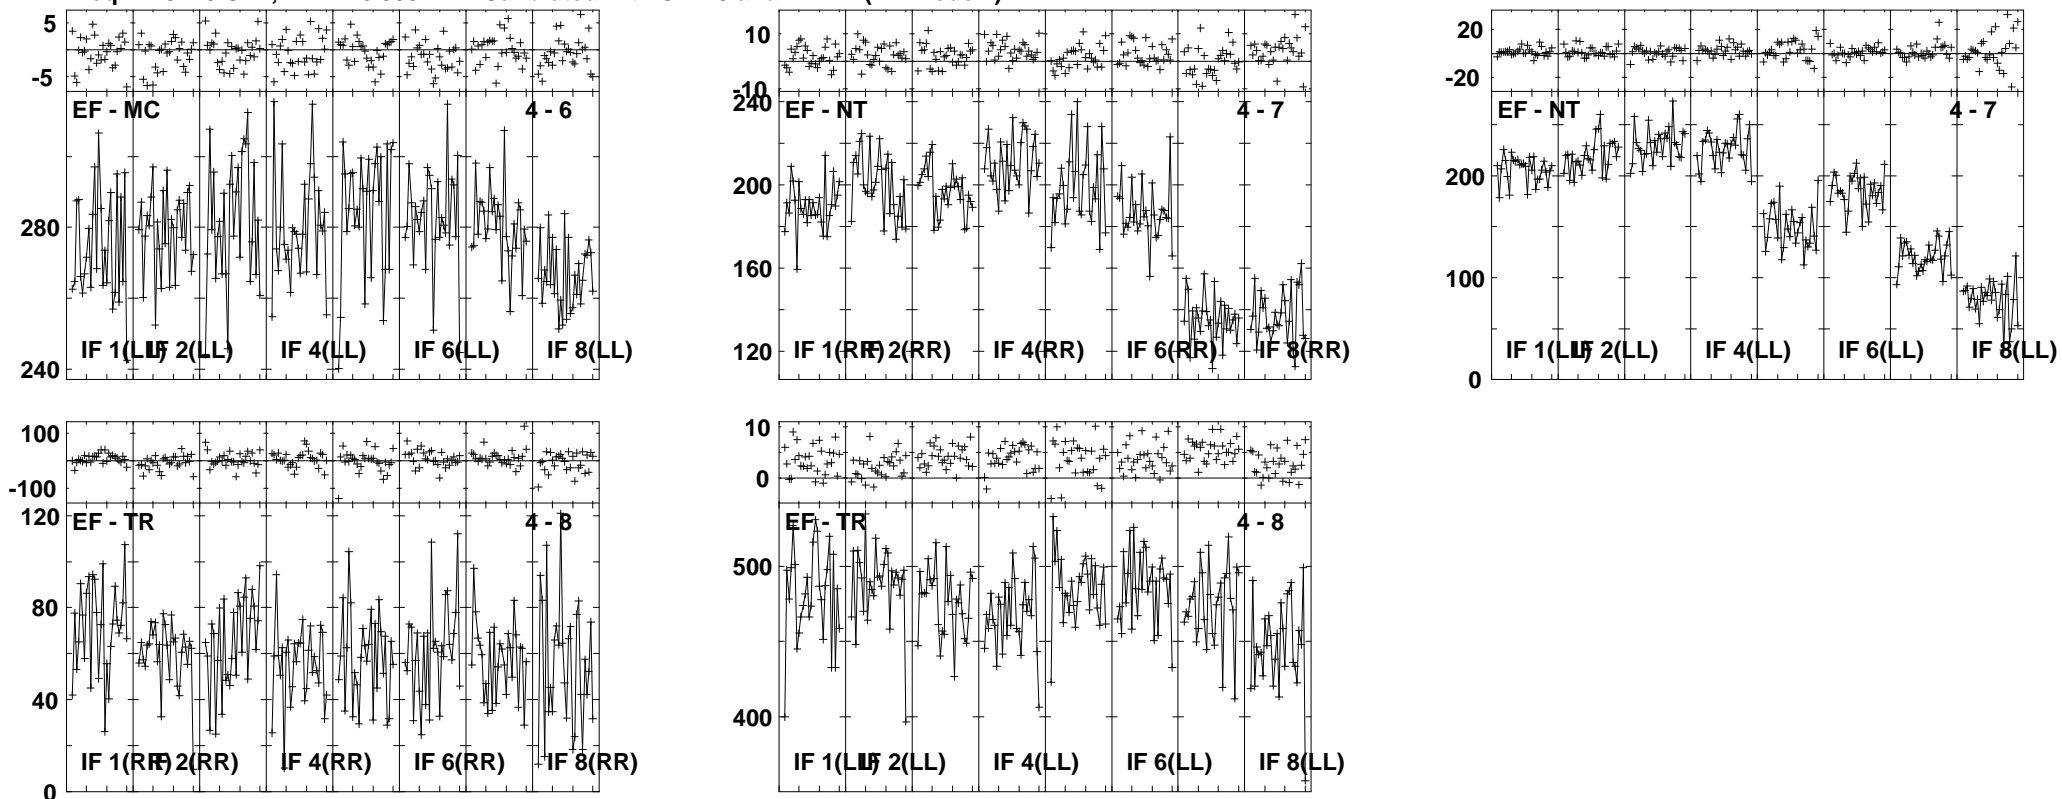 5
-5
EF - MC
4 - 6
280
240
IF 1(LL)
IF 2(LL)
IF 4(LL)
IF 6(LL)
IF 8(LL)
10
-10
240
EF - NT
4 - 7
200
160
120
IF 1(RR)
IF 2(RR)
IF 4(RR)
IF 6(RR)
IF 8(RR)
20
-20
EF - NT
4 - 7
200
100
0
IF 1(LL)
IF 2(LL)
IF 4(LL)
IF 6(LL)
IF 8(LL)
100
-100
120
EF - TR
4 - 8
80
40
0
IF 1(RR)
IF 2(RR)
IF 4(RR)
IF 6(RR)
IF 8(RR)
10
0
EF - TR
4 - 8
500
400
IF 1(LL)
IF 2(LL)
IF 4(LL)
IF 6(LL)
IF 8(LL)